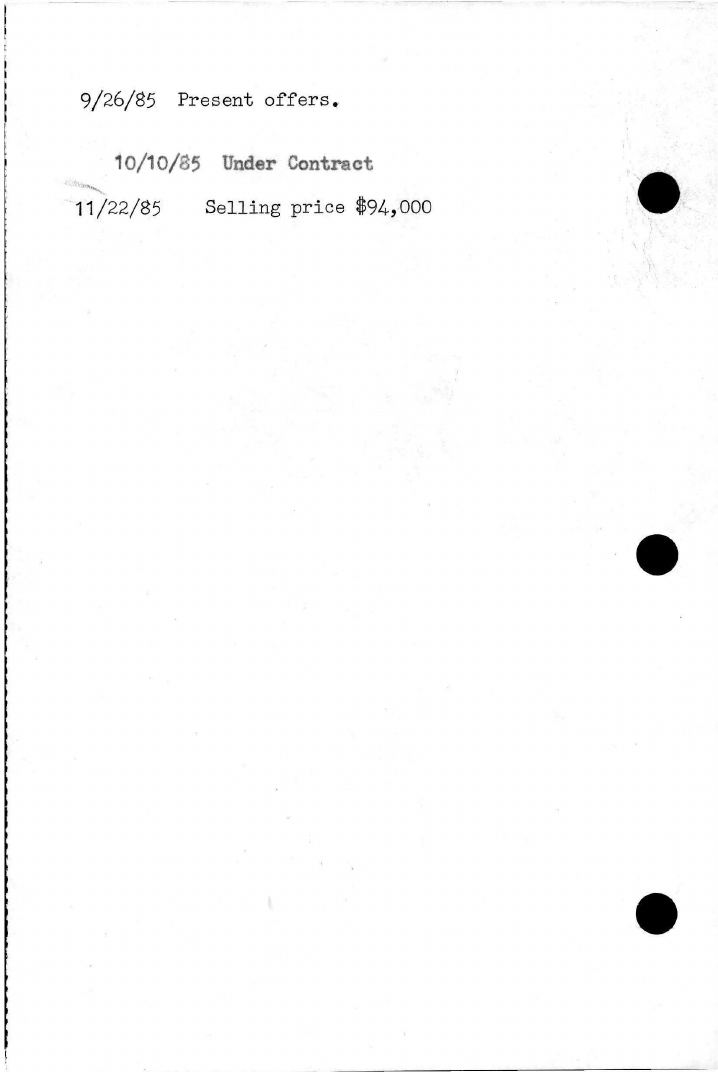 9/26/85 Present offers.
10/10/85 Under Contract
11/22/85 Selling price $94,000